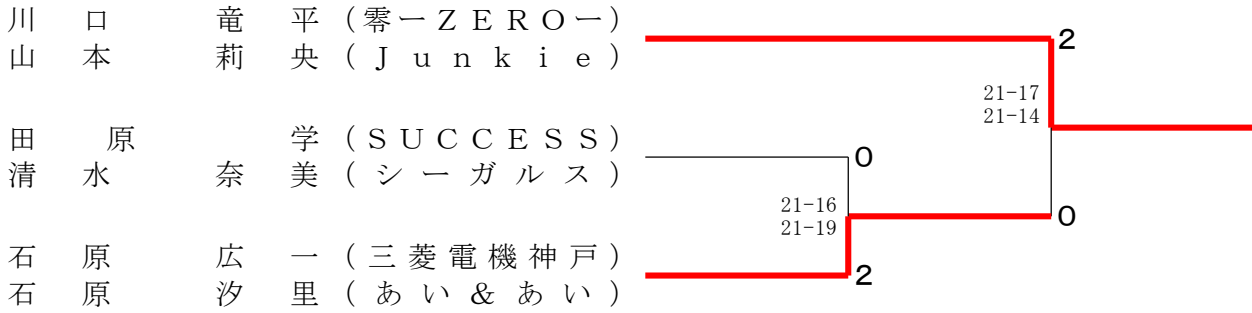 川口 竜平(零ーZEROー)
山本 莉央(Junkie)
2
21-17
21-14
田原 学(SUCCESS)
清水 奈美(シーガルス)
0
21-16
21-19
0
石原 広一(三菱電機神戸)
石原 汐里(あい&あい)
2